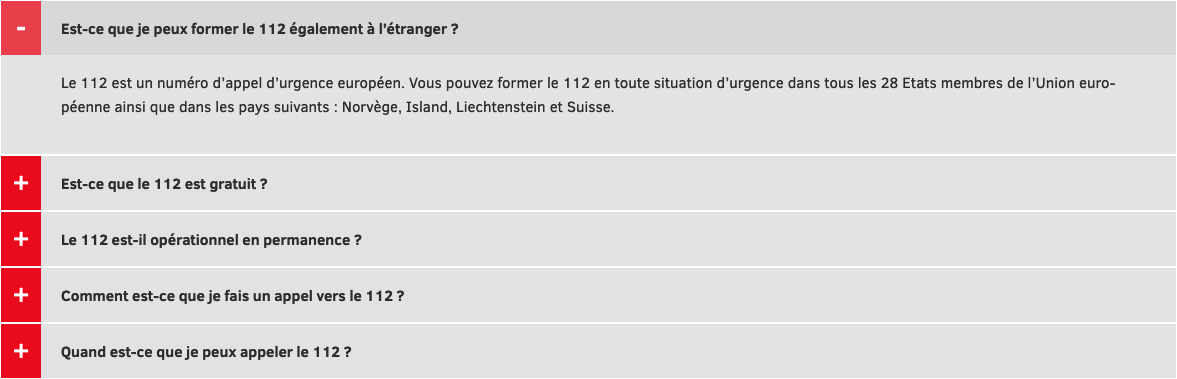 - Est-ce que je peux former le 112 également à l’étranger ?
Le 112 est un numéro d’appel d’urgence européen. Vous pouvez former le 112 en toute situation d’urgence dans tous les 28 Etats membres de l’Union euro-
péenne ainsi que dans les pays suivants : Norvège, Island, Liechtenstein et Suisse.
+ Est-ce que le 112 est gratuit ?
+ Le 112 est-il opérationnel en permanence ?
+ Comment est-ce que je fais un appel vers le 112 ?
+ Quand est-ce que je peux appeler le 112 ?